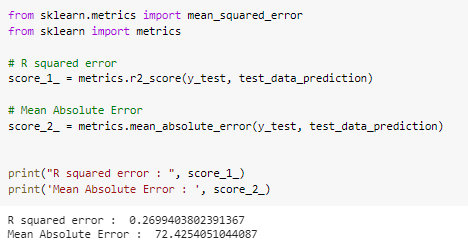 from sklearn.metrics import mean_squared_error
from sklearn import metrics
# R squared error
score_1_ = metrics.r2_score(y_test, test_data_prediction)
# Mean Absolute Error
score_2_ = metrics.mean_absolute_error(y_test, test_data_prediction)
print("R squared error : ", score_1_)
print('Mean Absolute Error : ', score_2_)
R squared error :  0.2699403802391367
Mean Absolute Error :  72.4254051044087